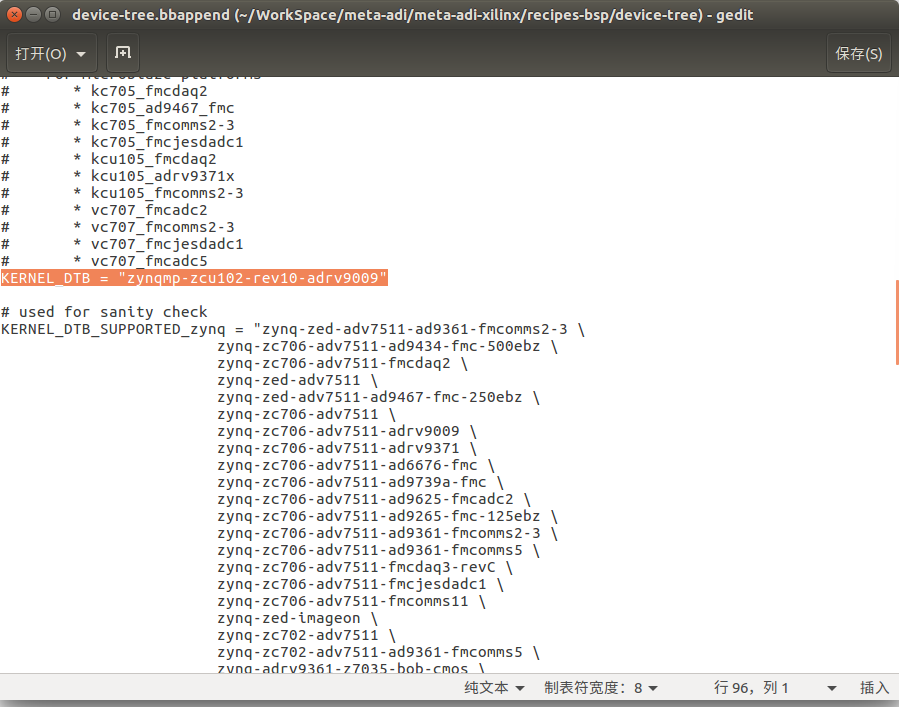 device-tree.bbappend (~/WorkSpace/meta-adi/meta-adi-xilinx/recipes-bsp/device-tree) - gedit
打开(O)
保存(S)
#       * kc705_fmcdaq2
#       * kc705_ad9467_fmc
#       * kc705_fmcomms2-3
#       * kc705_fmcjesdadc1
#       * kcu105_fmcdaq2
#       * kcu105_adrv9371x
#       * kcu105_fmcomms2-3
#       * vc707_fmcadc2
#       * vc707_fmcomms2-3
#       * vc707_fmcjesdadc1
#       * vc707_fmcadc5
KERNEL_DTB = "zynqmp-zcu102-rev10-adrv9009"
# used for sanity check
KERNEL_DTB_SUPPORTED_zynq = "zynq-zed-adv7511-ad9361-fmcomms2-3 \
zynq-zc706-adv7511-ad9434-fmc-500ebz \
zynq-zc706-adv7511-fmcdaq2 \
zynq-zed-adv7511 \
zynq-zed-adv7511-ad9467-fmc-250ebz \
zynq-zc706-adv7511 \
zynq-zc706-adv7511-adrv9009 \
zynq-zc706-adv7511-adrv9371 \
zynq-zc706-adv7511-ad6676-fmc \
zynq-zc706-adv7511-ad9739a-fmc \
zynq-zc706-adv7511-ad9625-fmcadc2 \
zynq-zc706-adv7511-ad9265-fmc-125ebz \
zynq-zc706-adv7511-ad9361-fmcomms2-3 \
zynq-zc706-adv7511-ad9361-fmcomms5 \
zynq-zc706-adv7511-fmcdaq3-revC \
zynq-zc706-adv7511-fmcjesdadc1 \
zynq-zc706-adv7511-fmcomms11 \
zynq-zed-imageon \
zynq-zc702-adv7511 \
zynq-zc702-adv7511-ad9361-fmcomms5 \
zynq-adrv9361-z7035-bob-cmos \
纯文本 制表符宽度: 8 行 96, 列 1 插入